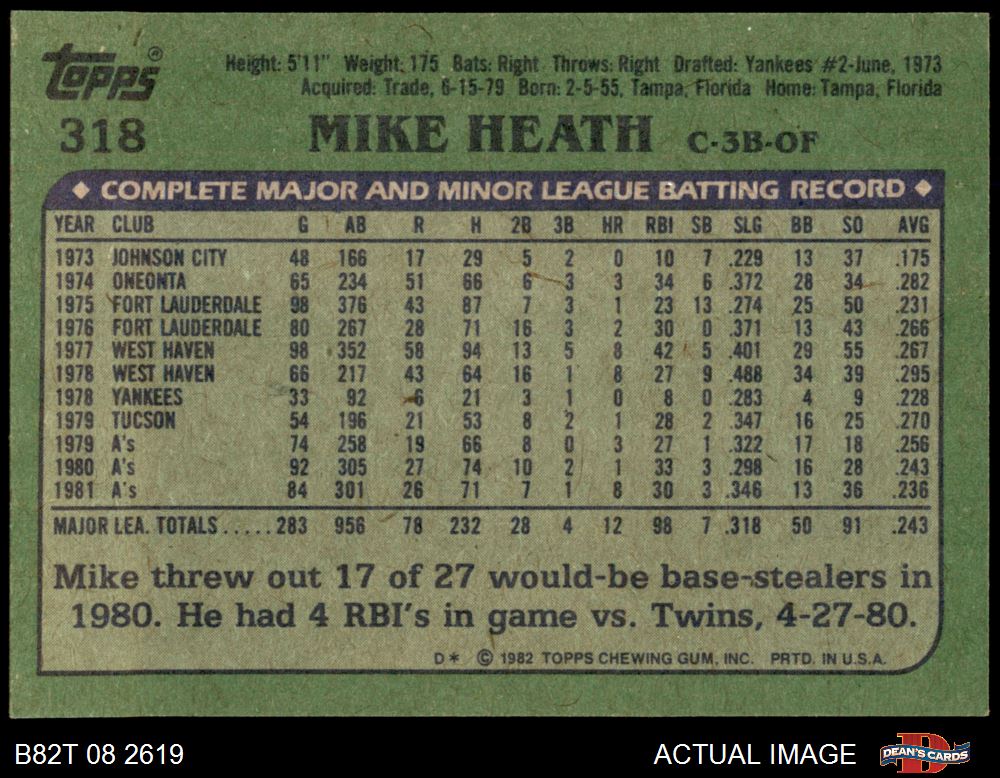 Topps®
Height: 5'11" Weight: 175 Bats: Right Throws: Right Drafted: Yankees #2-June, 1973
Acquired: Trade, 6-15-79 Born: 2-5-55, Tampa, Florida Home: Tampa, Florida
318 MIKE HEATH C-3B-OF
◆ COMPLETE MAJOR AND MINOR LEAGUE BATTING RECORD ◆
YEAR CLUB G AB R H 2B 3B HR RBI SB SLG BB SO AVG
1973 JOHNSON CITY 48 166 17 29 5 2 0 10 7 .229 13 37 .175
1974 ONEONTA 65 234 51 66 6 3 3 34 6 .372 28 34 .282
1975 FORT LAUDERDALE 98 376 43 87 7 3 1 23 13 .274 25 50 .231
1976 FORT LAUDERDALE 80 267 28 71 16 3 2 30 0 .371 13 43 .266
1977 WEST HAVEN 98 352 58 94 13 5 8 42 5 .401 29 55 .267
1978 WEST HAVEN 66 217 43 64 16 1 8 27 9 .488 34 39 .295
1978 YANKEES 33 92 6 21 3 1 0 8 0 .283 4 9 .228
1979 TUCSON 54 196 21 53 8 2 1 28 2 .347 16 25 .270
1979 A's 74 258 19 66 8 0 3 27 1 .322 17 18 .256
1980 A's 92 305 27 74 10 2 1 33 3 .298 16 28 .243
1981 A's 84 301 26 71 7 1 8 30 3 .346 13 36 .236
MAJOR LEA. TOTALS.....283 956 78 232 28 4 12 98 7 .318 50 91 .243
Mike threw out 17 of 27 would-be base-stealers in
1980. He had 4 RBI's in game vs. Twins, 4-27-80.
D* © 1982 TOPPS CHEWING GUM, INC. PRTD. IN U.S.A.
B82T 08 2619 ACTUAL IMAGE D DEAN'S CARDS